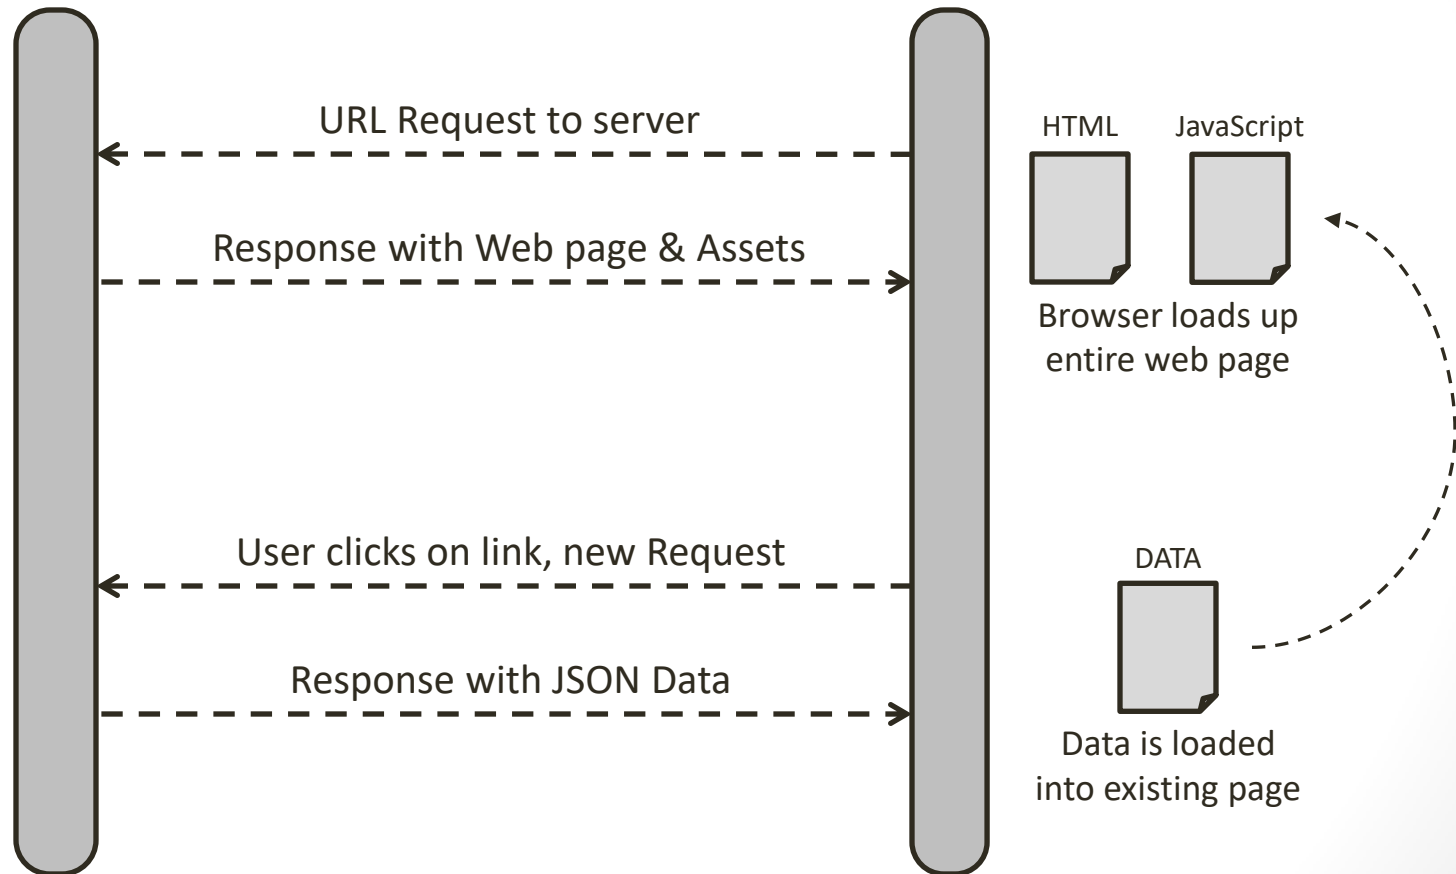 URL Request to server
HTML
JavaScript
Response with Web page & Assets
Browser loads up
entire web page
User clicks on link, new Request
DATA
Response with JSON Data
Data is loaded
into existing page